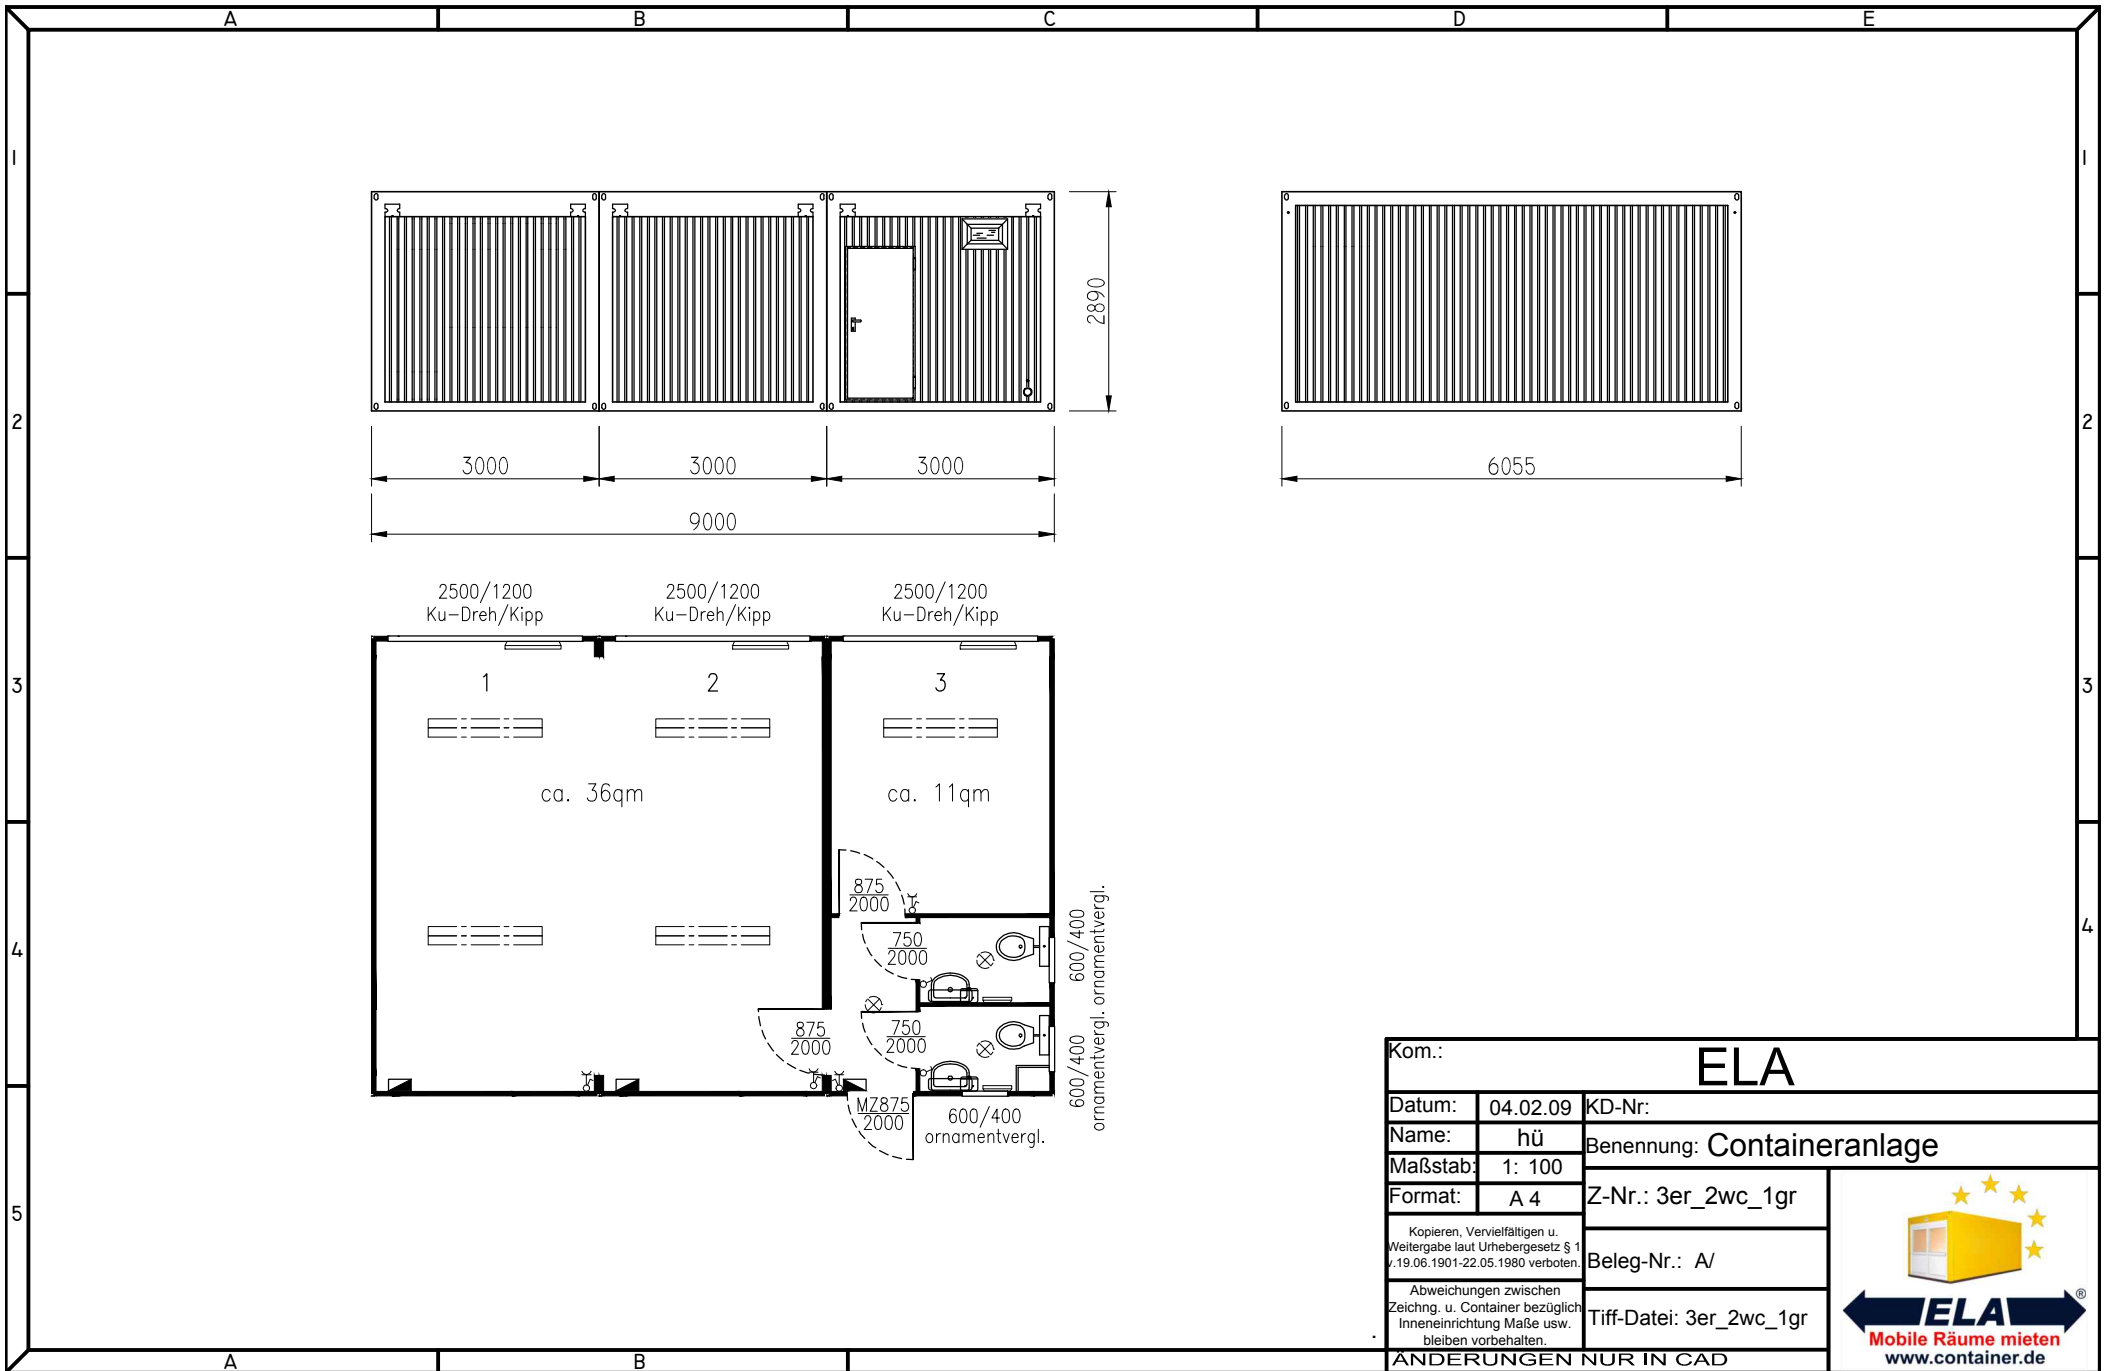 A B C D E
1 1
2 2
3 3
4 4
5
2890
3000 3000 3000
9000
6055
2500/1200 2500/1200 2500/1200
Ku-Dreh/Kipp Ku-Dreh/Kipp Ku-Dreh/Kipp
1 2 3
ca. 36qm ca. 11qm
875
2000
750
2000
875
2000
750
2000
MZ875
2000
600/400
ornamentvergl.
600/400
ornamentvergl.
600/400
ornamentvergl.
Kom.: ELA
Datum: 04.02.09 KD-Nr:
Name: hü
Benennung: Containeranlage
Maßstab: 1: 100
Format: A 4
Z-Nr.: 3er_2wc_1gr
Kopieren, Vervielfältigen u.
Weitergabe laut Urhebergesetz § 1
v.19.06.1901-22.05.1980 verboten.
Beleg-Nr.: A/
Abweichungen zwischen
Zeichng. u. Container bezüglich
Inneneinrichtung Maße usw.
bleiben vorbehalten.
Tiff-Datei: 3er_2wc_1gr
ELA ®
Mobile Räume mieten
www.container.de
ÄNDERUNGEN NUR IN CAD
A B